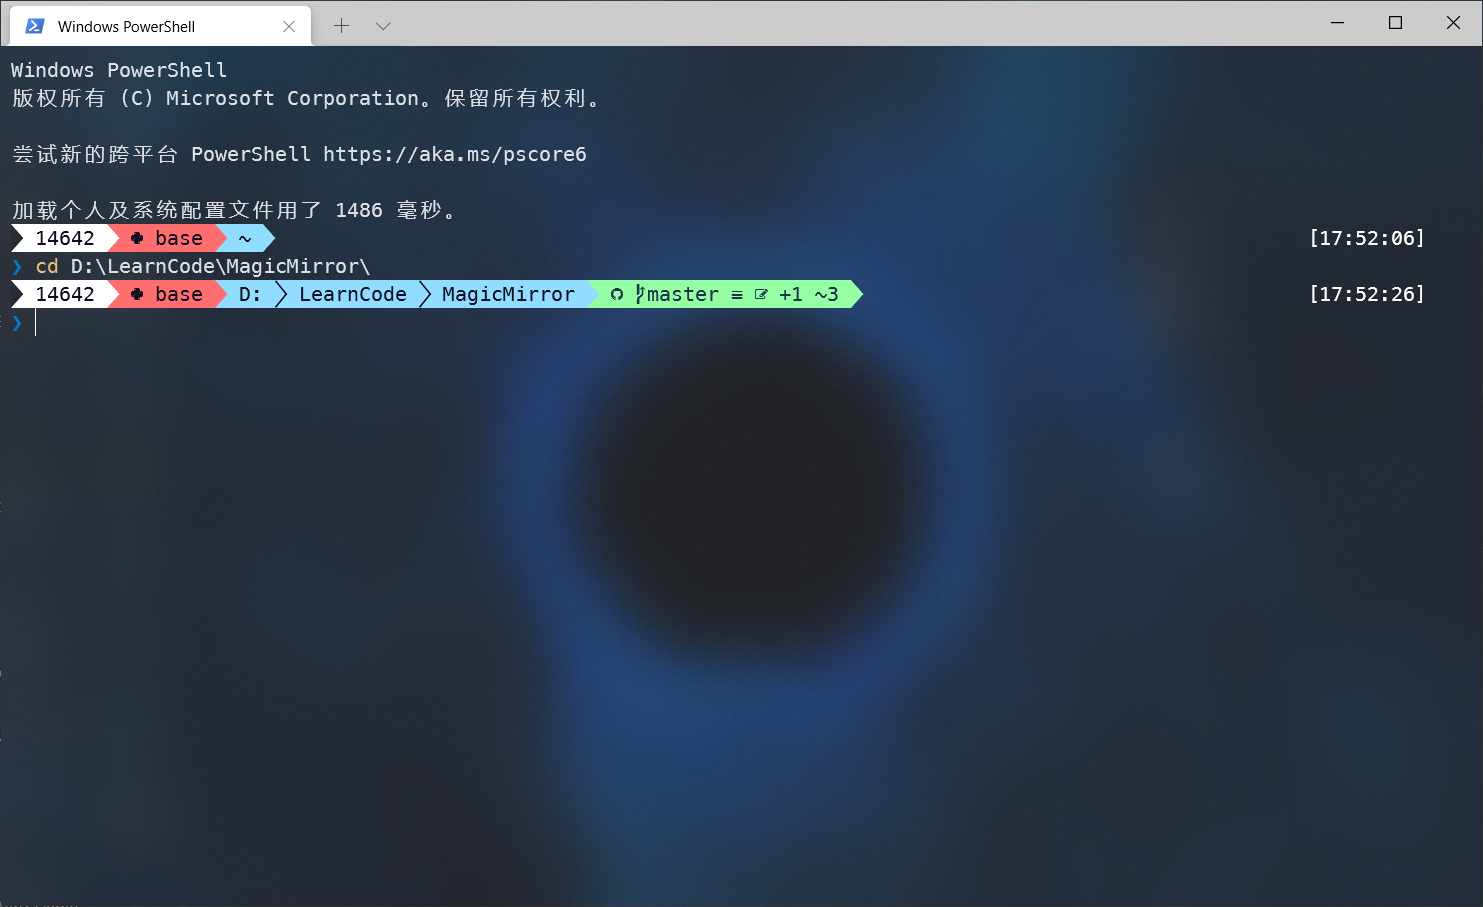 Windows PowerShell
Windows PowerShell
版权所有 (C) Microsoft Corporation。保留所有权利。
尝试新的跨平台 PowerShell https://aka.ms/pscore6
加载个人及系统配置文件用了 1486 毫秒。
14642 base ~ [17:52:06]
❯ cd D:\LearnCode\MagicMirror\
14642 base D: LearnCode MagicMirror master ≡ +1 ~3 [17:52:26]
❯